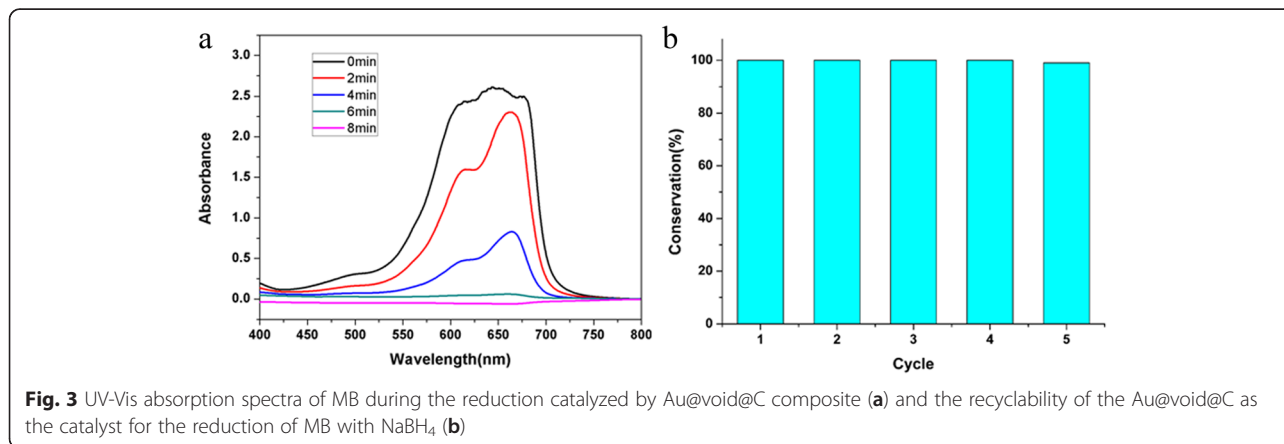 a
3.0
2.5
2.0
1.5
1.0
0.5
0.0
Absorbance
0min
2min
4min
6min
8min
400 450 500 550 600 650 700 750 800
Wavelength(nm)
b
100
80
60
40
20
0
Conservation(%)
1 2 3 4 5
Cycle
Fig. 3 UV-Vis absorption spectra of MB during the reduction catalyzed by Au@void@C composite (a) and the recyclability of the Au@void@C as
the catalyst for the reduction of MB with NaBH₄ (b)